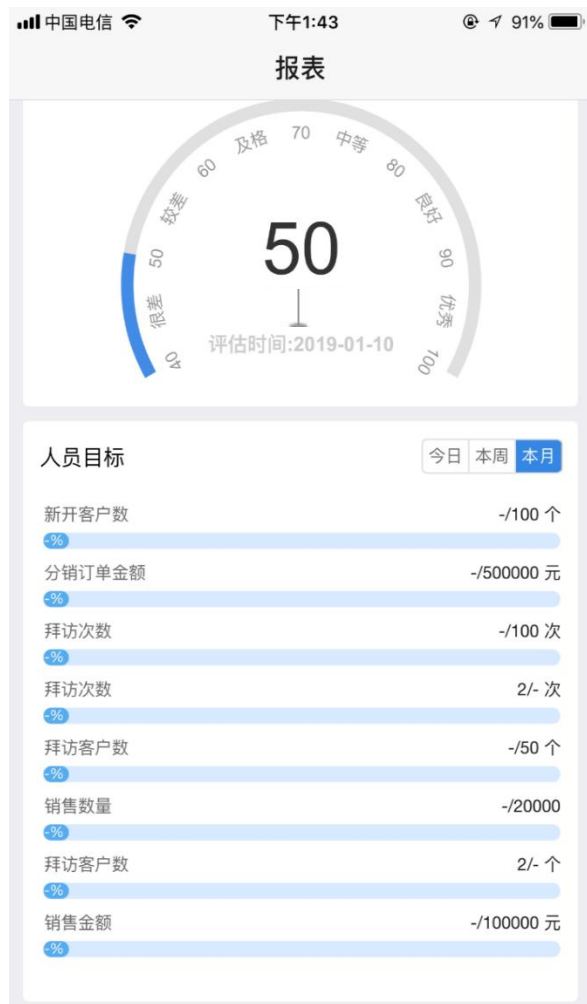 中国电信 下午1:43 91%
报表
40 很差 50 较差 60 及格 70 中等 80 良好 90 优秀 100
50
评估时间:2019-01-10
人员目标 今日 本周 本月
新开客户数 -/100 个
-%
分销订单金额 -/500000 元
-%
拜访次数 -/100 次
-%
拜访次数 2/- 次
-%
拜访客户数 -/50 个
-%
销售数量 -/20000
-%
拜访客户数 2/- 个
-%
销售金额 -/100000 元
-%